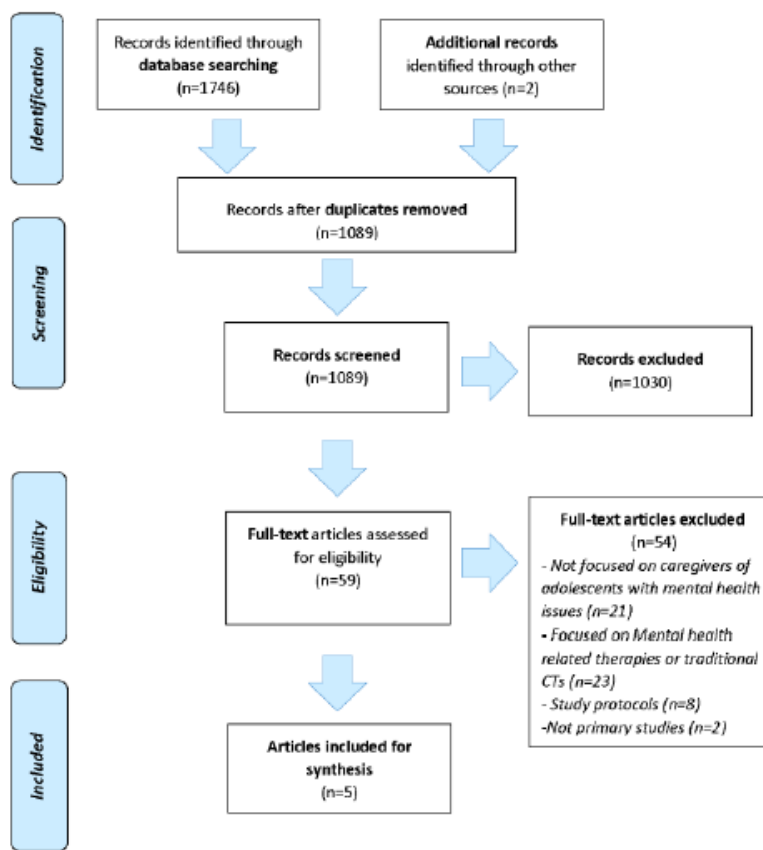 Identification
Records identified through
database searching
(n=1746)
Additional records
identified through other
sources (n=2)
Records after duplicates removed
(n=1089)
Screening
Records screened
(n=1089)
Records excluded
(n=1030)
Eligibility
Full-text articles assessed
for eligibility
(n=59)
Full-text articles excluded
(n=54)
- Not focused on caregivers of
adolescents with mental health
issues (n=21)
- Focused on Mental health
related therapies or traditional
CTs (n=23)
- Study protocols (n=8)
-Not primary studies (n=2)
Included
Articles included for
synthesis
(n=5)